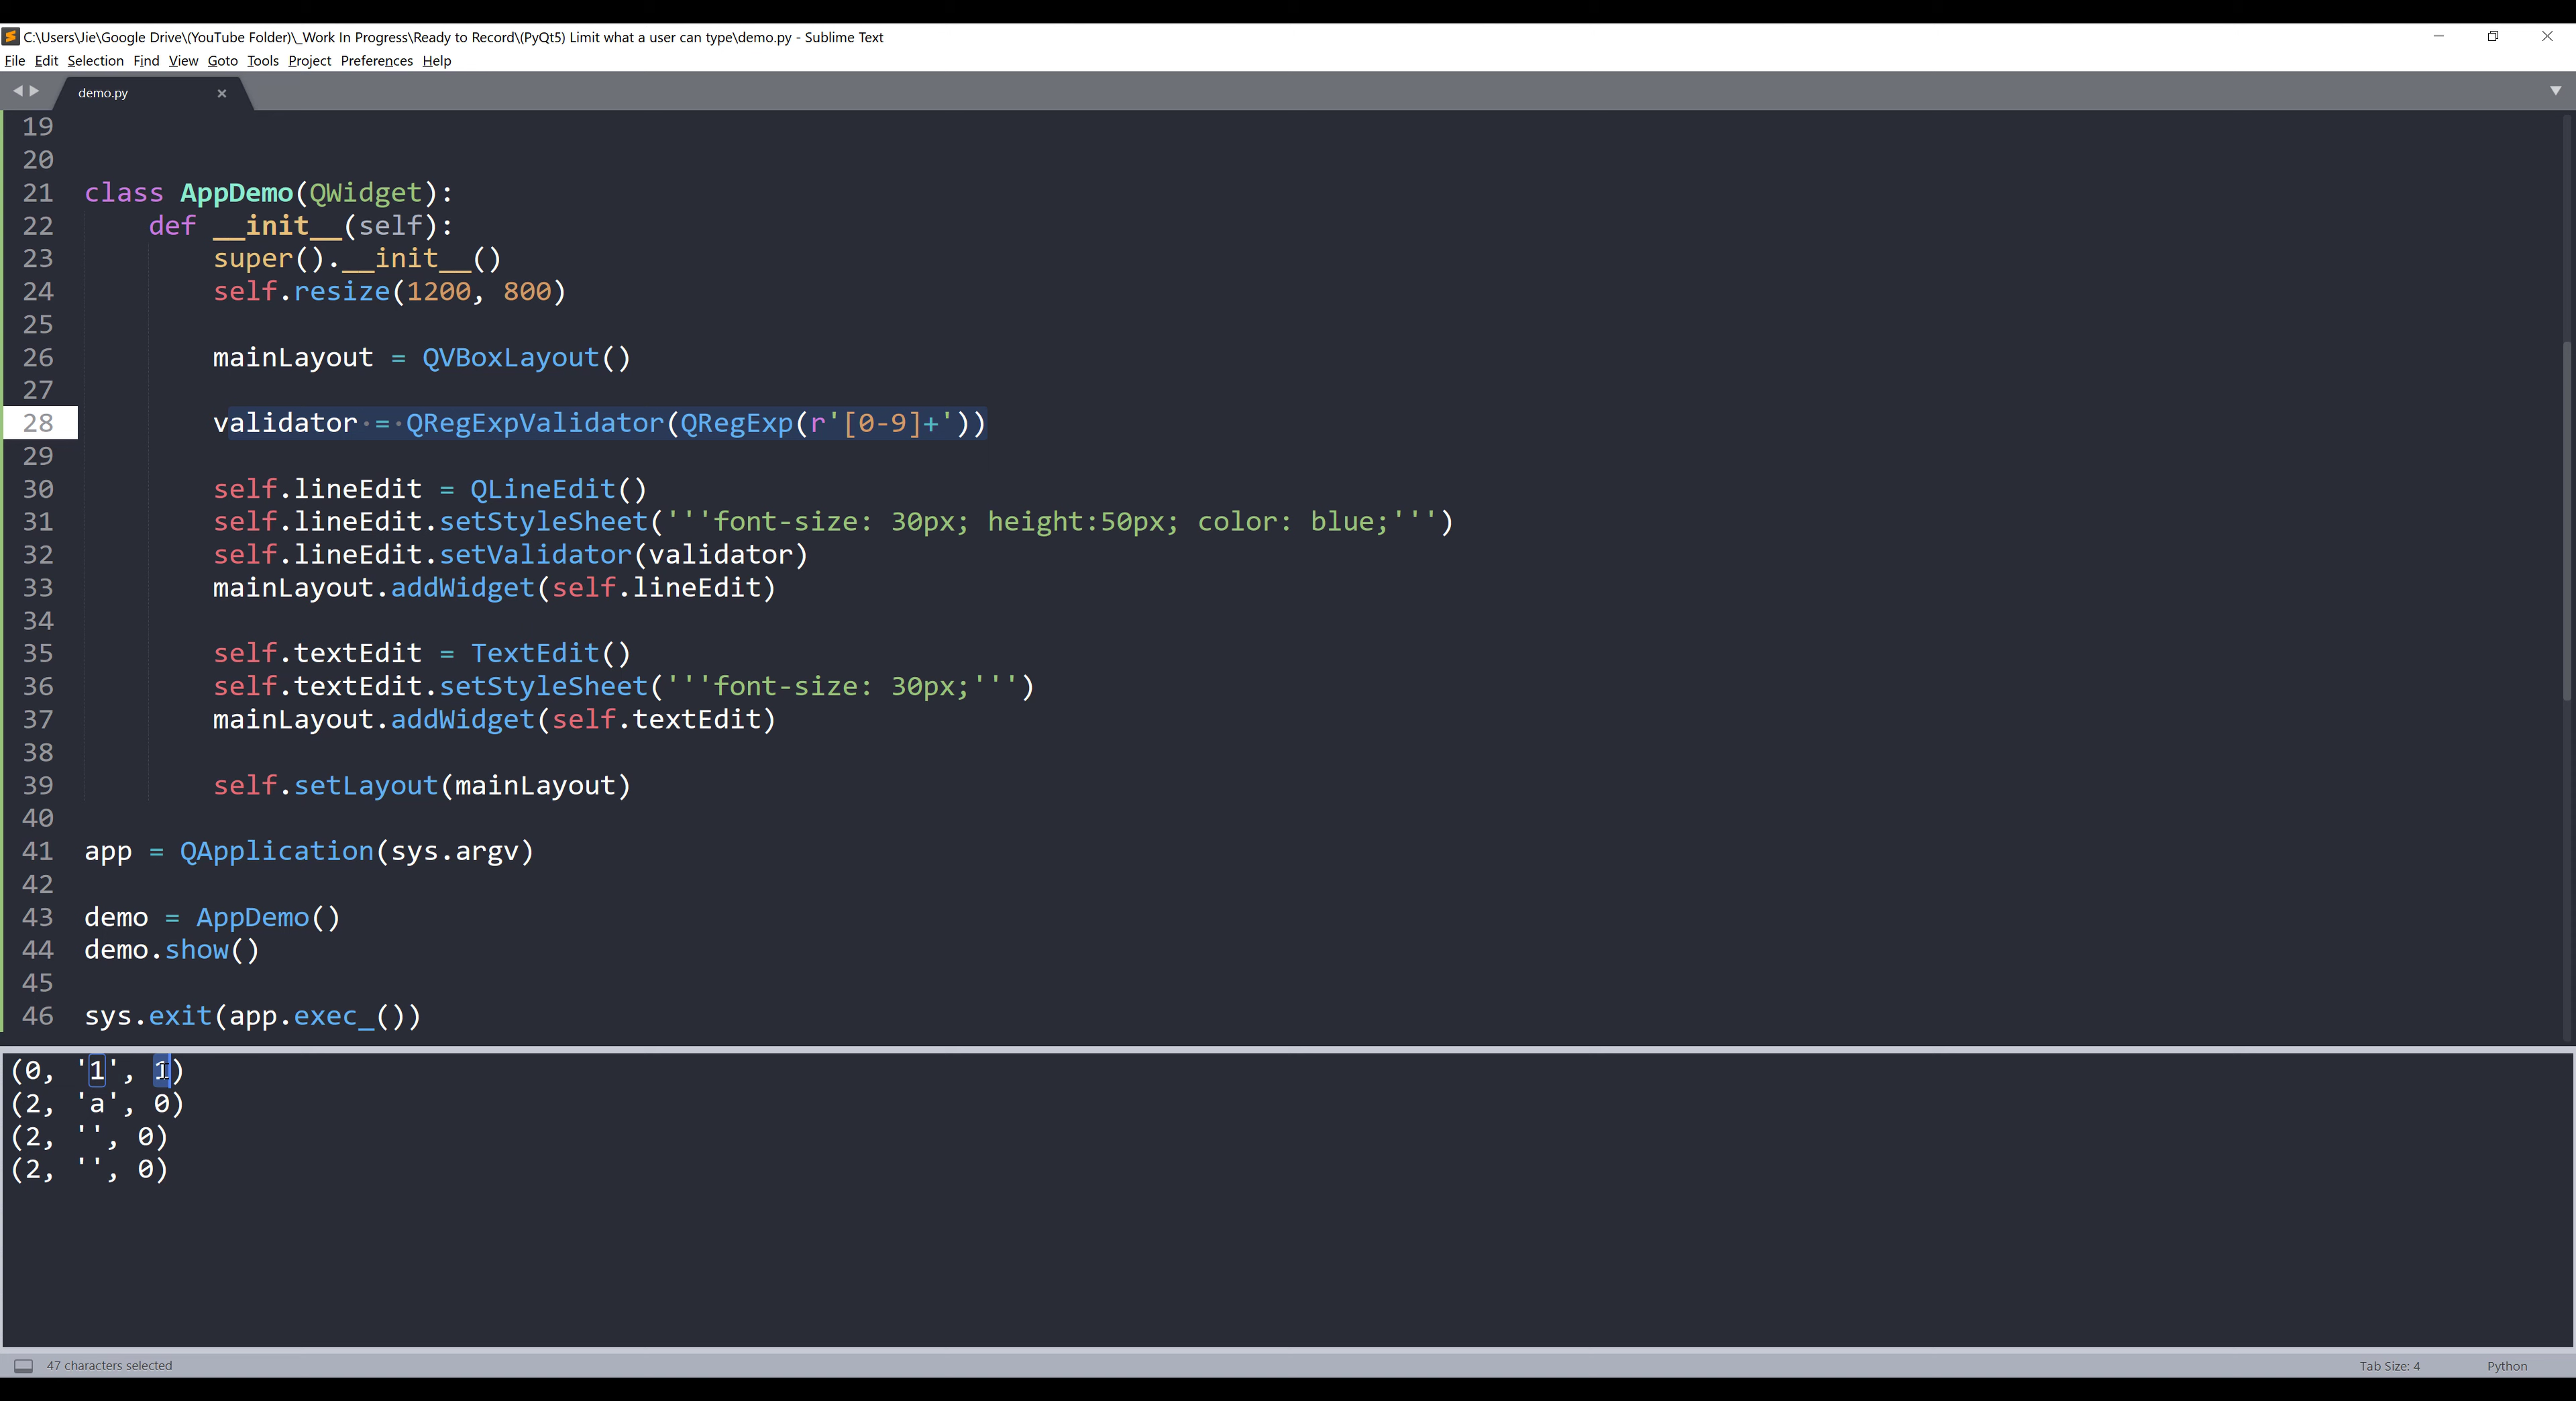 C:\Users\Jie\Google Drive\(YouTube Folder)\_Work In Progress\Ready to Record\(PyQt5) Limit what a user can type\demo.py - Sublime Text
File Edit Selection Find View Goto Tools Project Preferences Help
demo.py
19
20
21 class AppDemo(QWidget):
22     def __init__(self):
23         super().__init__()
24         self.resize(1200, 800)
25
26         mainLayout = QVBoxLayout()
27
28         validator = QRegExpValidator(QRegExp(r'[0-9]+'))
29
30         self.lineEdit = QLineEdit()
31         self.lineEdit.setStyleSheet('''font-size: 30px; height:50px; color: blue;''')
32         self.lineEdit.setValidator(validator)
33         mainLayout.addWidget(self.lineEdit)
34
35         self.textEdit = TextEdit()
36         self.textEdit.setStyleSheet('''font-size: 30px;''')
37         mainLayout.addWidget(self.textEdit)
38
39         self.setLayout(mainLayout)
40
41 app = QApplication(sys.argv)
42
43 demo = AppDemo()
44 demo.show()
45
46 sys.exit(app.exec_())
(0, '1', 1)
(2, 'a', 0)
(2, '', 0)
(2, '', 0)
47 characters selected
Tab Size: 4
Python